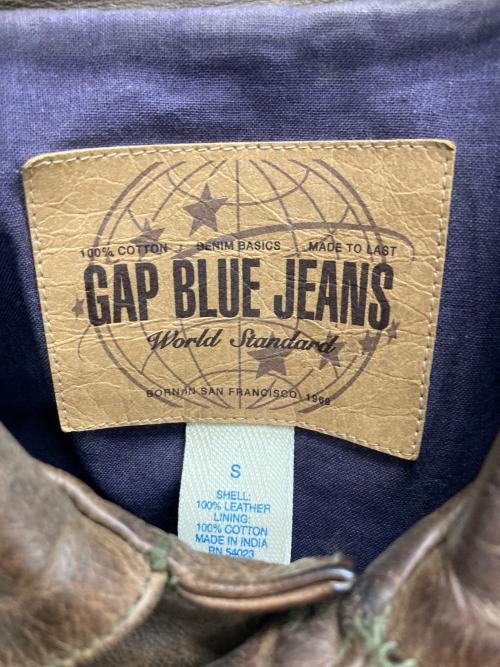 100% COTTON / DENIM BASICS MADE TO LAST
GAP BLUE JEANS
World Standard
BORN IN SAN FRANCISCO, 1969
S
SHELL:
100% LEATHER
LINING:
100% COTTON
MADE IN INDIA
RN 54023